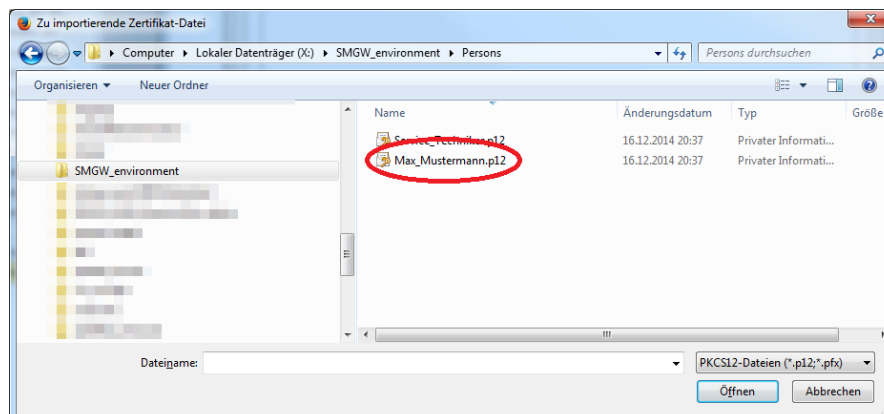 Zu importierende Zertifikat-Datei
Computer Lokaler Datenträger (X:) SMGW_environment Persons
Persons durchsuchen
Organisieren Neuer Ordner
Name Änderungsdatum Typ Größe
Service_Techniker.p12 16.12.2014 20:37 Privater Informati...
Max_Mustermann.p12 16.12.2014 20:37 Privater Informati...
SMGW_environment
Dateiname: PKCS12-Dateien (*.p12;*.pfx)
Öffnen Abbrechen